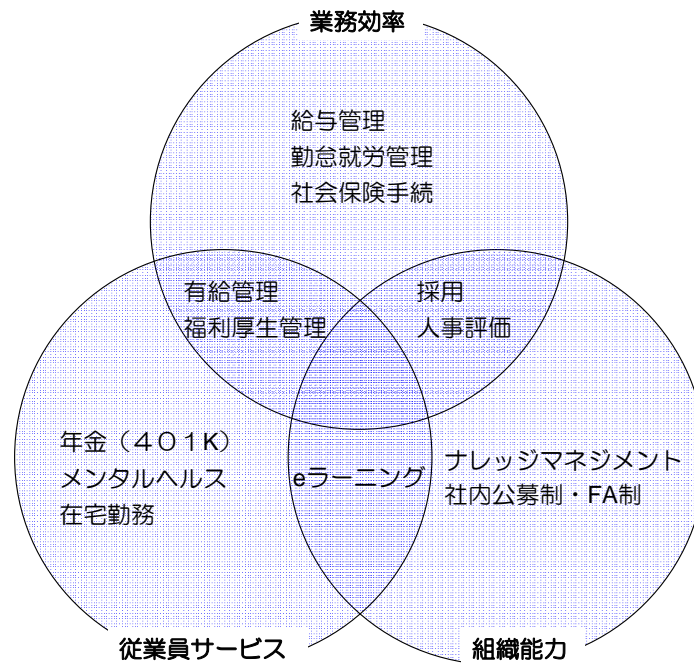 業務効率
給与管理
勤怠就労管理
社会保険手続
有給管理
福利厚生管理
採用
人事評価
年金（４０１K）
メンタルヘルス
在宅勤務
eラーニング
ナレッジマネジメント
社内公募制・FA制
従業員サービス
組織能力